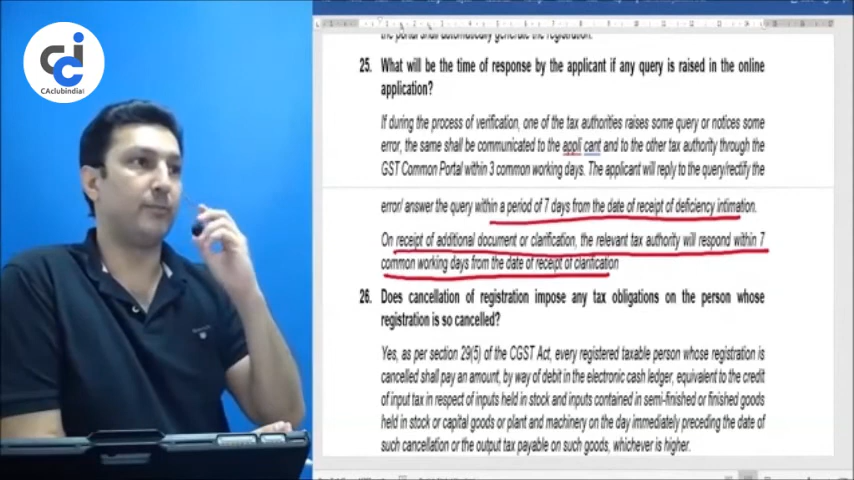 CAclubindia
the portal shall automatically generate the registration.
25. What will be the time of response by the applicant if any query is raised in the online
application?
If during the process of verification, one of the tax authorities raises some query or notices some
error, the same shall be communicated to the appli cant and to the other tax authority through the
GST Common Portal within 3 common working days. The applicant will reply to the query/rectify the
error/ answer the query within a period of 7 days from the date of receipt of deficiency intimation.
On receipt of additional document or clarification, the relevant tax authority will respond within 7
common working days from the date of receipt of clarification
26. Does cancellation of registration impose any tax obligations on the person whose
registration is so cancelled?
Yes, as per section 29(5) of the CGST Act, every registered taxable person whose registration is
cancelled shall pay an amount, by way of debit in the electronic cash ledger, equivalent to the credit
of input tax in respect of inputs held in stock and inputs contained in semi-finished or finished goods
held in stock or capital goods or plant and machinery on the day immediately preceding the date of
such cancellation or the output tax payable on such goods, whichever is higher.